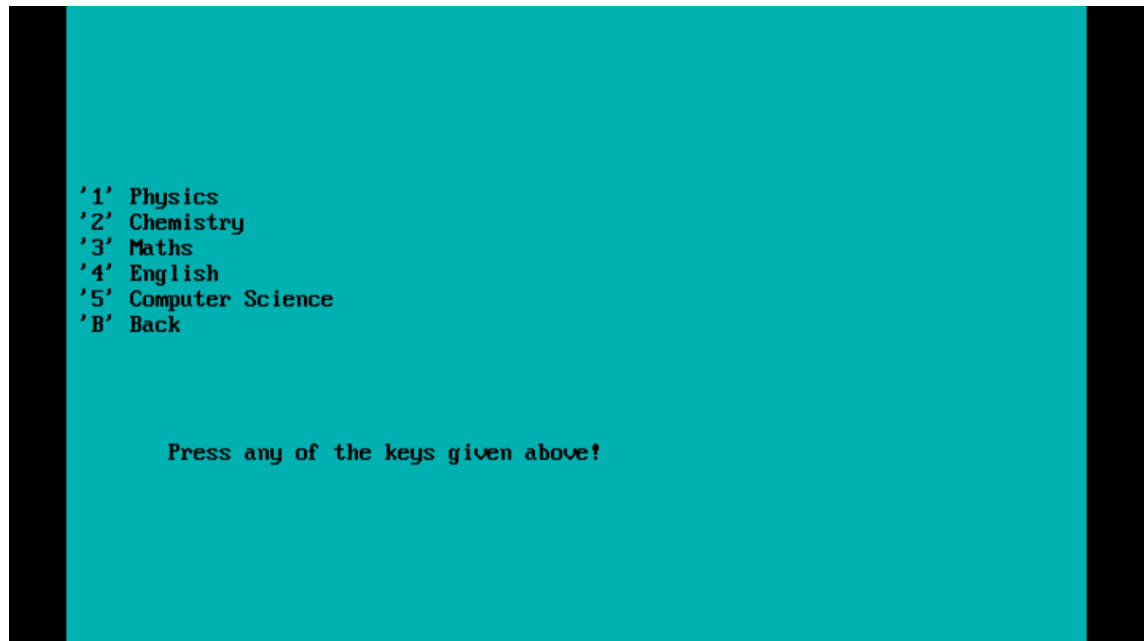 '1' Physics
'2' Chemistry
'3' Maths
'4' English
'5' Computer Science
'B' Back
Press any of the keys given above!